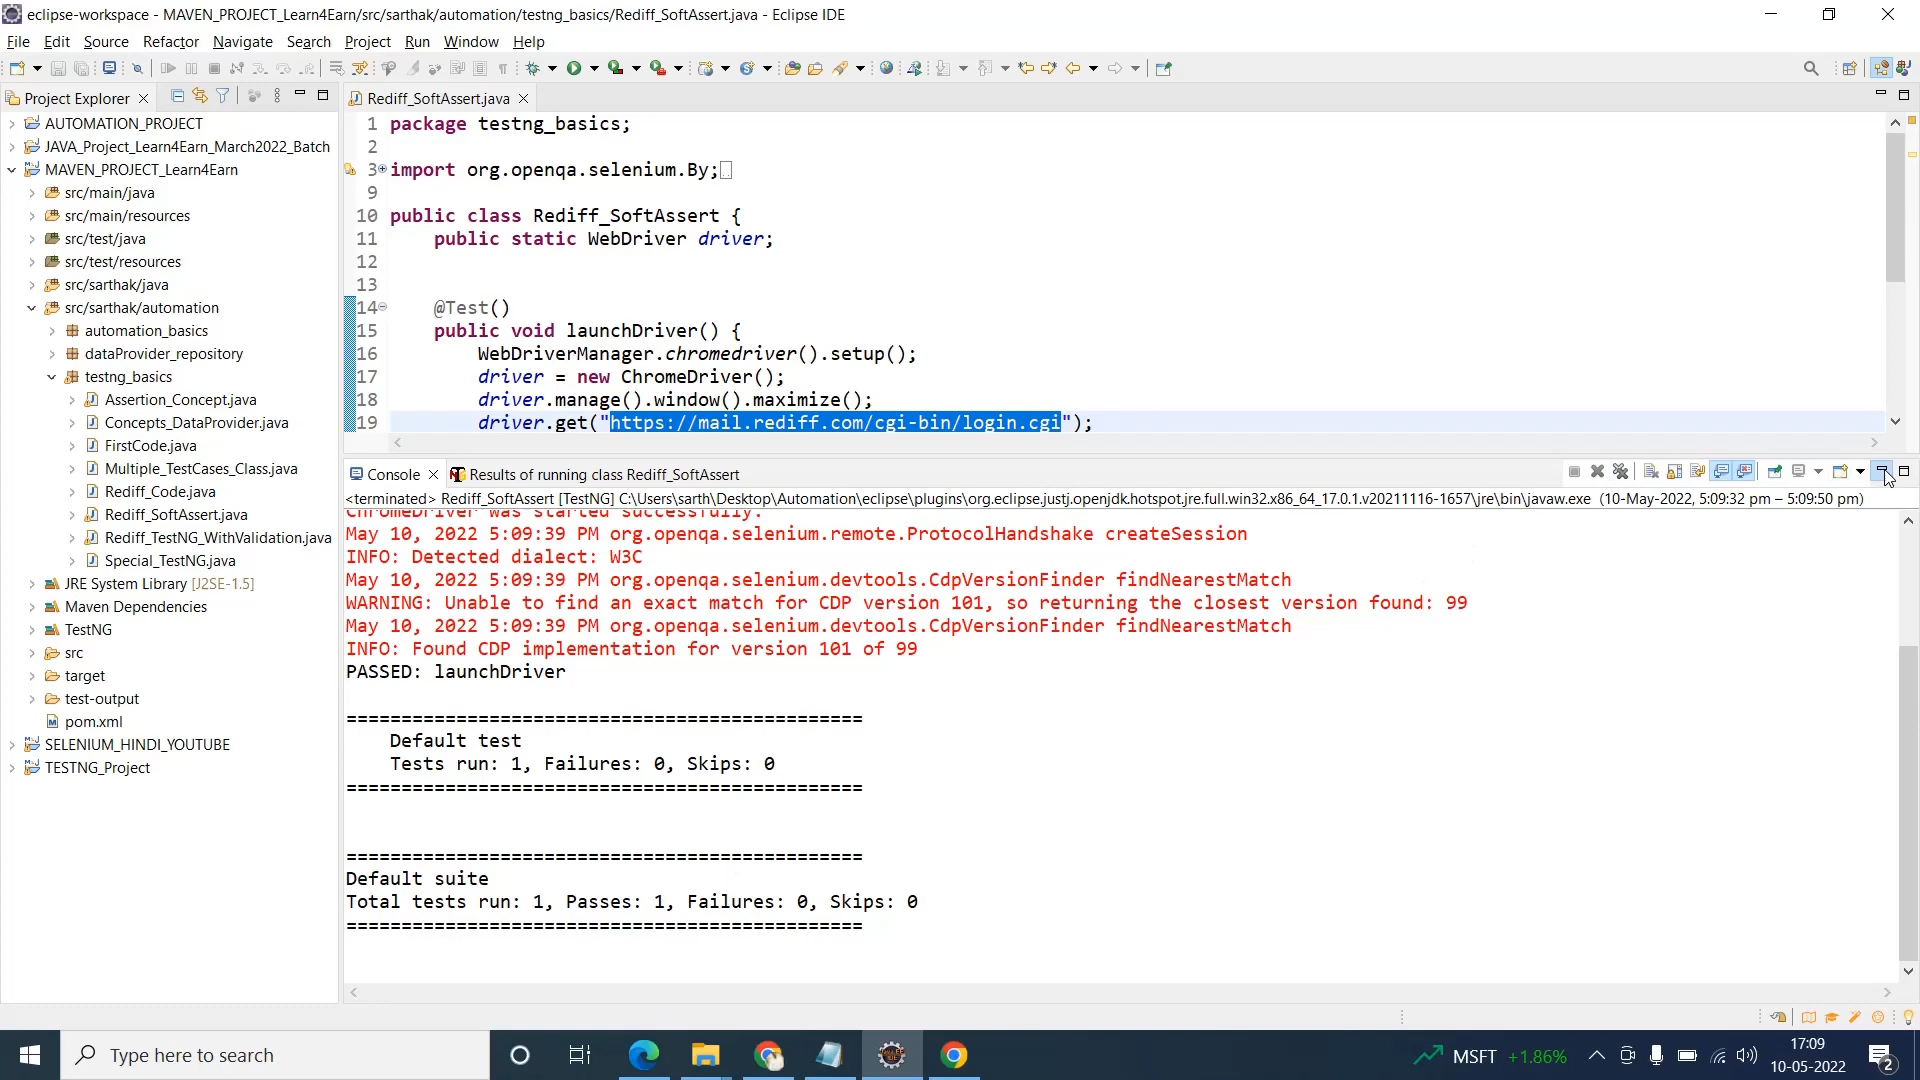 eclipse-workspace - MAVEN_PROJECT_Learn4Earn/src/sarthak/automation/testng_basics/Rediff_SoftAssert.java - Eclipse IDE
File Edit Source Refactor Navigate Search Project Run Window Help
Project Explorer
AUTOMATION_PROJECT
JAVA_Project_Learn4Earn_March2022_Batch
MAVEN_PROJECT_Learn4Earn
src/main/java
src/main/resources
src/test/java
src/test/resources
src/sarthak/java
src/sarthak/automation
automation_basics
dataProvider_repository
testng_basics
Assertion_Concept.java
Concepts_DataProvider.java
FirstCode.java
Multiple_TestCases_Class.java
Rediff_Code.java
Rediff_SoftAssert.java
Rediff_TestNG_WithValidation.java
Special_TestNG.java
JRE System Library [J2SE-1.5]
Maven Dependencies
TestNG
src
target
test-output
pom.xml
SELENIUM_HINDI_YOUTUBE
TESTNG_Project
Rediff_SoftAssert.java
1 package testng_basics;
2
3 import org.openqa.selenium.By;
9
10 public class Rediff_SoftAssert {
11 public static WebDriver driver;
12
13
14 @Test()
15 public void launchDriver() {
16 WebDriverManager.chromedriver().setup();
17 driver = new ChromeDriver();
18 driver.manage().window().maximize();
19 driver.get("https://mail.rediff.com/cgi-bin/login.cgi");
Console Results of running class Rediff_SoftAssert
<terminated> Rediff_SoftAssert [TestNG] C:\Users\sarth\Desktop\Automation\eclipse\plugins\org.eclipse.justj.openjdk.hotspot.jre.full.win32.x86_64_17.0.1.v20211116-1657\jre\bin\javaw.exe (10-May-2022, 5:09:32 pm – 5:09:50 pm)
ChromeDriver was started successfully.
May 10, 2022 5:09:39 PM org.openqa.selenium.remote.ProtocolHandshake createSession
INFO: Detected dialect: W3C
May 10, 2022 5:09:39 PM org.openqa.selenium.devtools.CdpVersionFinder findNearestMatch
WARNING: Unable to find an exact match for CDP version 101, so returning the closest version found: 99
May 10, 2022 5:09:39 PM org.openqa.selenium.devtools.CdpVersionFinder findNearestMatch
INFO: Found CDP implementation for version 101 of 99
PASSED: launchDriver
===============================================
Default test
Tests run: 1, Failures: 0, Skips: 0
===============================================
===============================================
Default suite
Total tests run: 1, Passes: 1, Failures: 0, Skips: 0
===============================================
Type here to search
MSFT +1.86%
17:09
10-05-2022
2